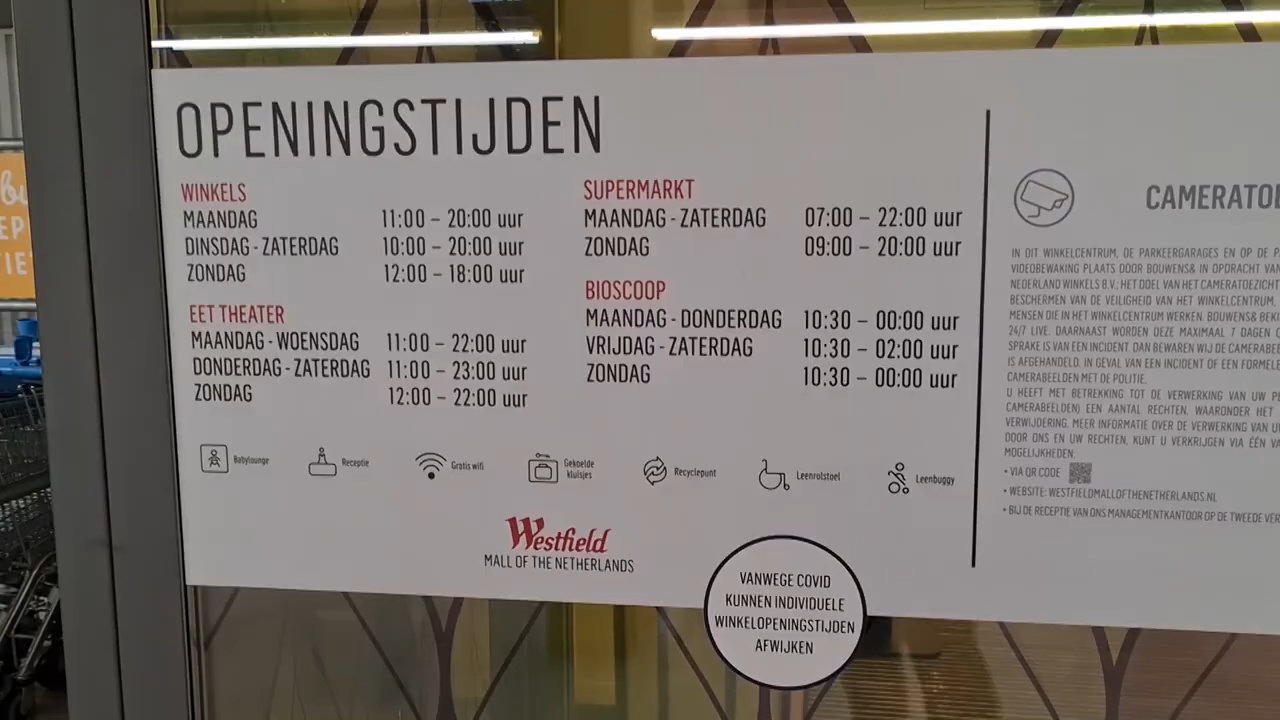 OPENINGSTIJDEN
WINKELS
MAANDAG 11:00 – 20:00 uur
DINSDAG - ZATERDAG 10:00 – 20:00 uur
ZONDAG 12:00 – 18:00 uur
EET THEATER
MAANDAG - WOENSDAG 11:00 – 22:00 uur
DONDERDAG - ZATERDAG 11:00 – 23:00 uur
ZONDAG 12:00 – 22:00 uur
SUPERMARKT
MAANDAG - ZATERDAG 07:00 – 22:00 uur
ZONDAG 09:00 – 20:00 uur
BIOSCOOP
MAANDAG - DONDERDAG 10:30 – 00:00 uur
VRIJDAG - ZATERDAG 10:30 – 02:00 uur
ZONDAG 10:30 – 00:00 uur
Babylounge
Receptie
Gratis wifi
Gekoelde
kluisjes
Recyclepunt
Leenrolstoel
Leenbuggy
Westfield
MALL OF THE NETHERLANDS
VANWEGE COVID
KUNNEN INDIVIDUELE
WINKELOPENINGSTIJDEN
AFWIJKEN
CAMERATOE
IN DIT WINKELCENTRUM, DE PARKEERGARAGES EN OP DE
VIDEOBEWAKING PLAATS DOOR BOUWENS& IN OPDRACHT VAN
NEDERLAND WINKELS B.V.; HET DOEL VAN HET CAMERATOEZICHT
BESCHERMEN VAN DE VEILIGHEID VAN HET WINKELCENTRUM,
MENSEN DIE IN HET WINKELCENTRUM WERKEN. BOUWENS& BEKI
24/7 LIVE. DAARNAAST WORDEN DEZE MAXIMAAL 7 DAGEN
SPRAKE IS VAN EEN INCIDENT. DAN BEWAREN WIJ DE CAMERABEE
IS AFGEHANDELD. IN GEVAL VAN EEN INCIDENT OF EEN FORMELE
CAMERABEELDEN MET DE POLITIE.
U HEEFT MET BETREKKING TOT DE VERWERKING VAN UW PE
CAMERABEELDEN) EEN AANTAL RECHTEN, WAARONDER HET
VERWIJDERING. MEER INFORMATIE OVER DE VERWERKING VAN
DOOR ONS EN UW RECHTEN, KUNT U VERKRIJGEN VIA ÉÉN VA
MOGELIJKHEDEN:
• VIA QR CODE
• WEBSITE: WESTFIELDMALLOFTHENETHERLANDS.NL
• BIJ DE RECEPTIE VAN ONS MANAGEMENTKANTOOR OP DE TWEEDE VER